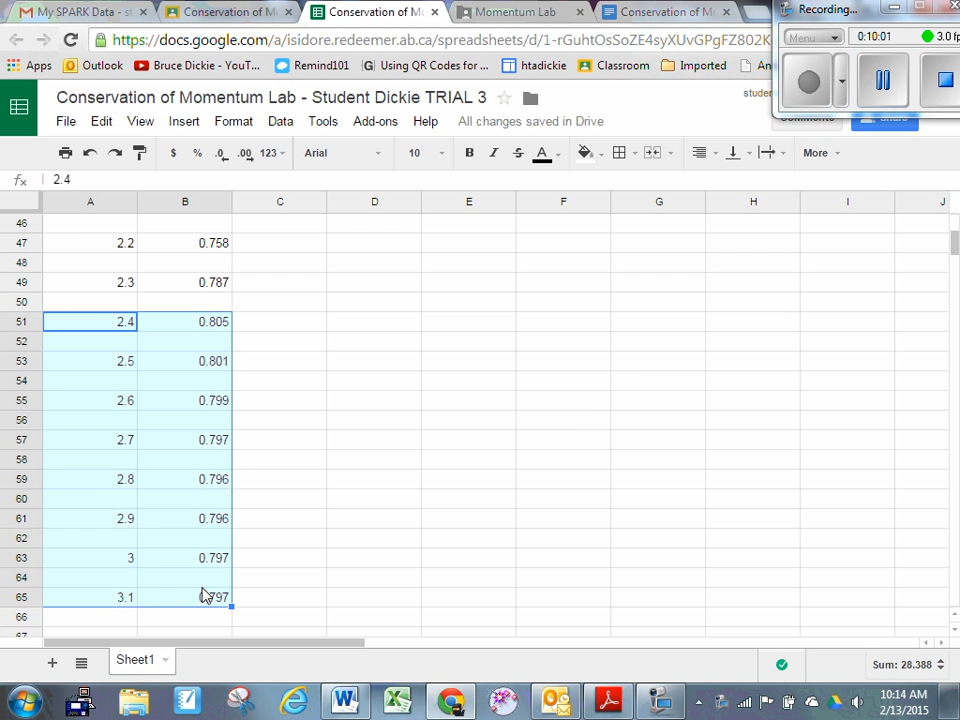 My SPARK Data - st
Conservation of M
Conservation of M
Momentum Lab
Conservation of M
Recording...
https://docs.google.com/a/isidore.redeemer.ab.ca/spreadsheets/d/1-rGuhtOsSoZE4syXUvGPgFZ802K
Menu
0:10:01
3.0 fp
Apps
Outlook
Bruce Dickie - YouT...
Remind101
Using QR Codes for ...
htadickie
Classroom
Imported
An
Conservation of Momentum Lab - Student Dickie TRIAL 3
studen
File Edit View Insert Format Data Tools Add-ons Help All changes saved in Drive
Comments
Share
$ % .0 .00 123 Arial 10 B I S A More
fx 2.4
A B C D E F G H I J
46
47 2.2 0.758
48
49 2.3 0.787
50
51 2.4 0.805
52
53 2.5 0.801
54
55 2.6 0.799
56
57 2.7 0.797
58
59 2.8 0.796
60
61 2.9 0.796
62
63 3 0.797
64
65 3.1 0.797
66
67
Sheet1
Sum: 28.388
10:14 AM
2/13/2015